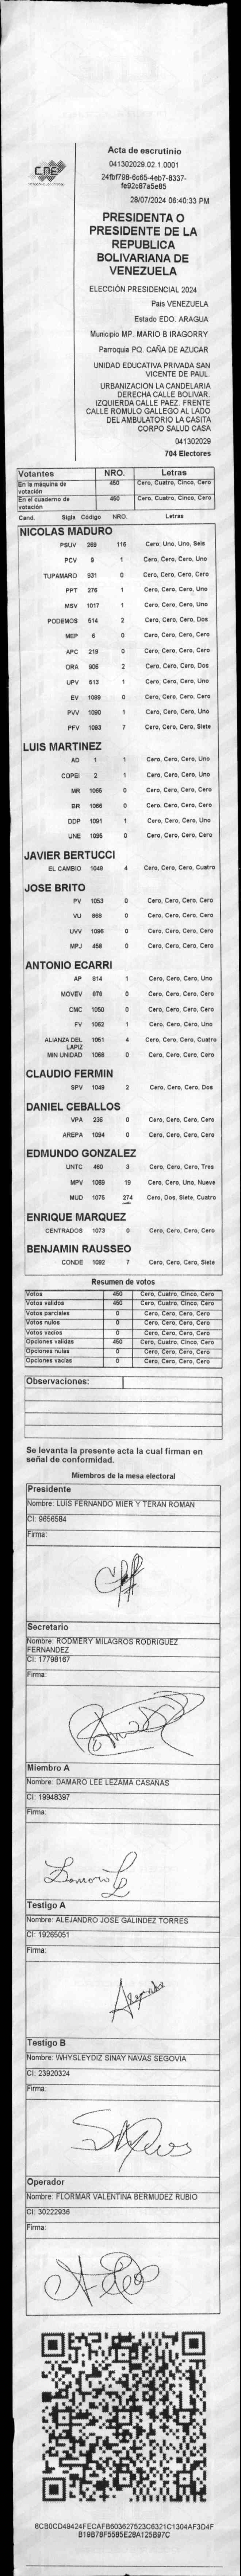 CNE
Acta de escrutinio
041302029.02.1.0001
24fbf798-6c65-4eb7-8337-
fe92c87a5e85
28/07/2024 06:40:33 PM
PRESIDENTA O
PRESIDENTE DE LA
REPUBLICA
BOLIVARIANA DE
VENEZUELA
ELECCIÓN PRESIDENCIAL 2024
País VENEZUELA
Estado EDO. ARAGUA
Municipio MP. MARIO B IRAGORRY
Parroquia PQ. CAÑA DE AZUCAR
UNIDAD EDUCATIVA PRIVADA SAN
VICENTE DE PAUL
URBANIZACION LA CANDELARIA
DERECHA CALLE BOLIVAR.
IZQUIERDA CALLE PAEZ. FRENTE
CALLE ROMULO GALLEGO AL LADO
DEL AMBULATORIO LA CASITA
CORPO SALUD CASA
041302029
704 Electores
Votantes NRO. Letras
En la máquina de votación 450 Cero, Cuatro, Cinco, Cero
En el cuaderno de votación 450 Cero, Cuatro, Cinco, Cero
Cand. Sigla Código NRO. Letras
NICOLAS MADURO
PSUV 269 116 Cero, Uno, Uno, Seis
PCV 9 1 Cero, Cero, Cero, Uno
TUPAMARO 931 0 Cero, Cero, Cero, Cero
PPT 276 1 Cero, Cero, Cero, Uno
MSV 1017 1 Cero, Cero, Cero, Uno
PODEMOS 614 2 Cero, Cero, Cero, Dos
MEP 6 0 Cero, Cero, Cero, Cero
APC 219 0 Cero, Cero, Cero, Cero
ORA 906 2 Cero, Cero, Cero, Dos
UPV 613 1 Cero, Cero, Cero, Uno
EV 1099 0 Cero, Cero, Cero, Cero
PVV 1090 1 Cero, Cero, Cero, Uno
PFV 1093 7 Cero, Cero, Cero, Siete
LUIS MARTINEZ
AD 1 1 Cero, Cero, Cero, Uno
COPEI 2 1 Cero, Cero, Cero, Uno
MR 1065 0 Cero, Cero, Cero, Cero
BR 1066 0 Cero, Cero, Cero, Cero
DDP 1091 1 Cero, Cero, Cero, Uno
UNE 1095 0 Cero, Cero, Cero, Cero
JAVIER BERTUCCI
EL CAMBIO 1048 4 Cero, Cero, Cero, Cuatro
JOSE BRITO
PV 1053 0 Cero, Cero, Cero, Cero
VU 868 0 Cero, Cero, Cero, Cero
UVV 1096 0 Cero, Cero, Cero, Cero
MPJ 458 0 Cero, Cero, Cero, Cero
ANTONIO ECARRI
AP 814 1 Cero, Cero, Cero, Uno
MOVEV 878 0 Cero, Cero, Cero, Cero
CMC 1050 0 Cero, Cero, Cero, Cero
FV 1062 1 Cero, Cero, Cero, Uno
ALIANZA DEL LAPIZ 1051 4 Cero, Cero, Cero, Cuatro
MIN UNIDAD 1068 0 Cero, Cero, Cero, Cero
CLAUDIO FERMIN
SPV 1049 2 Cero, Cero, Cero, Dos
DANIEL CEBALLOS
VPA 236 0 Cero, Cero, Cero, Cero
AREPA 1094 0 Cero, Cero, Cero, Cero
EDMUNDO GONZALEZ
UNTC 460 3 Cero, Cero, Cero, Tres
MPV 1069 19 Cero, Cero, Uno, Nueve
MUD 1075 274 Cero, Dos, Siete, Cuatro
ENRIQUE MARQUEZ
CENTRADOS 1073 0 Cero, Cero, Cero, Cero
BENJAMIN RAUSSEO
CONDE 1092 7 Cero, Cero, Cero, Siete
Resumen de votos
Votos 450 Cero, Cuatro, Cinco, Cero
Votos validos 450 Cero, Cuatro, Cinco, Cero
Votos parciales 0 Cero, Cero, Cero, Cero
Votos nulos 0 Cero, Cero, Cero, Cero
Votos vacios 0 Cero, Cero, Cero, Cero
Opciones validas 450 Cero, Cuatro, Cinco, Cero
Opciones nulas 0 Cero, Cero, Cero, Cero
Opciones vacías 0 Cero, Cero, Cero, Cero
Observaciones:
Se levanta la presente acta la cual firman en
señal de conformidad.
Miembros de la mesa electoral
Presidente
Nombre: LUIS FERNANDO MIER Y TERAN ROMAN
CI: 9656584
Firma:
Secretario
Nombre: RODMERY MILAGROS RODRIGUEZ
FERNANDEZ
CI: 17798167
Firma:
Miembro A
Nombre: DAMARO LEE LEZAMA CASAÑAS
CI: 19948397
Firma:
Damaro L
Testigo A
Nombre: ALEJANDRO JOSE GALINDEZ TORRES
CI: 19265051
Firma:
Testigo B
Nombre: WHYSLEYDIZ SINAY NAVAS SEGOVIA
CI: 23920324
Firma:
Operador
Nombre: FLORMAR VALENTINA BERMUDEZ RUBIO
CI: 30222936
Firma:
8CB0CD49424FECAFB603627523C6321C1304AF3D4F
B19B78F5585E28A125B97C